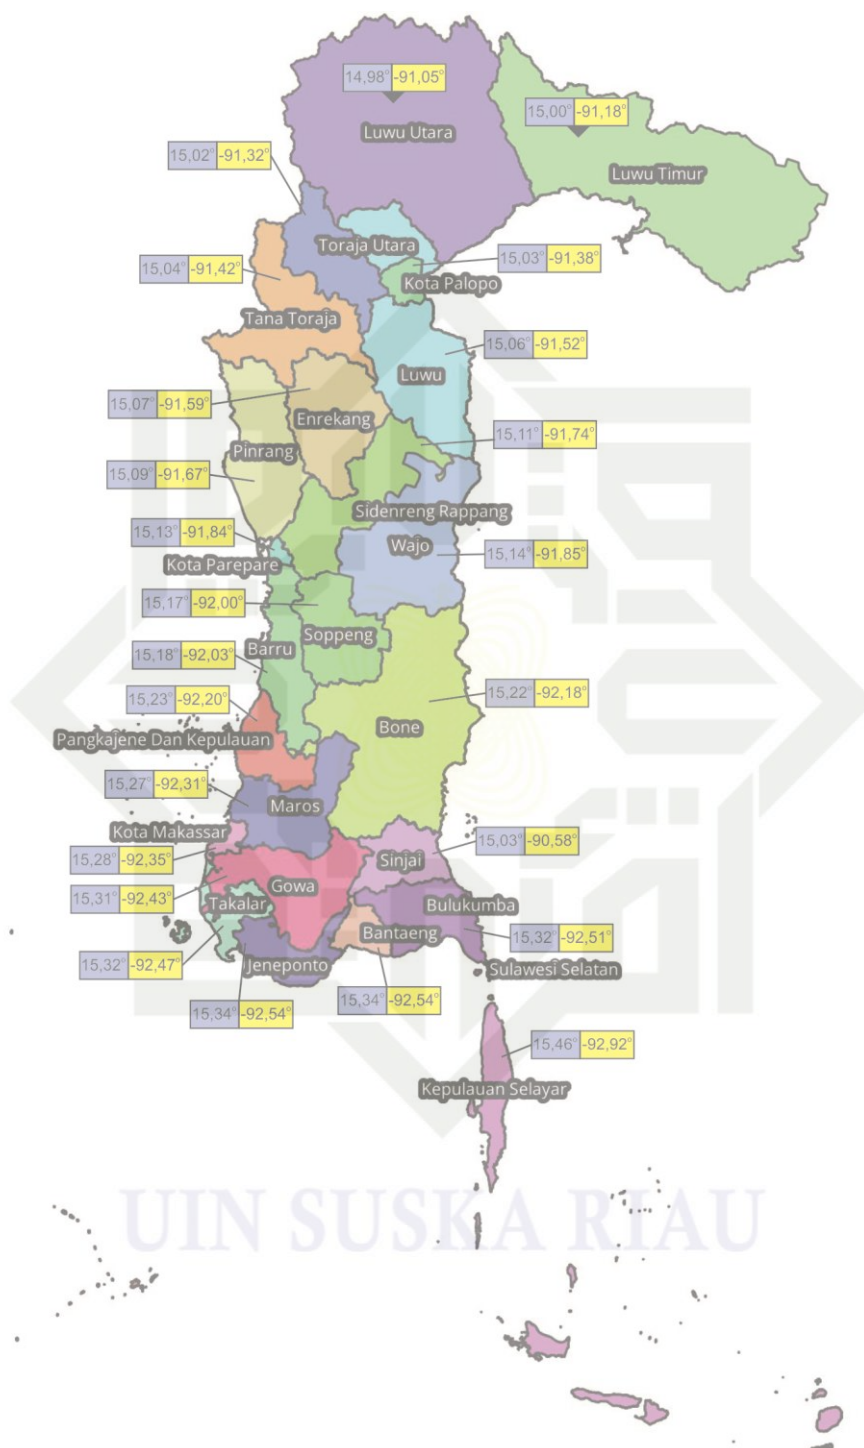 14,98° -91,05°
Luwu Utara
15,00° -91,18°
Luwu Timur
15,02° -91,32°
Toraja Utara
15,04° -91,42°
15,03° -91,38°
Kota Palopo
Tana Toraja
15,06° -91,52°
Luwu
15,07° -91,59°
Enrekang
15,11° -91,74°
Pinrang
15,09° -91,67°
Sidenreng Rappang
15,13° -91,84°
Wajo
15,14° -91,85°
Kota Parepare
15,17° -92,00°
Soppeng
Barru
15,18° -92,03°
15,23° -92,20°
15,22° -92,18°
Bone
Pangkajene Dan Kepulauan
15,27° -92,31°
Maros
Kota Makassar
15,03° -90,58°
15,28° -92,35°
Sinjai
Gowa
15,31° -92,43°
Takalar
Bulukumba
Bantaeng
15,32° -92,51°
15,32° -92,47°
Jeneponto
Sulawesi Selatan
15,34° -92,54°
15,34° -92,54°
15,46° -92,92°
Kepulauan Selayar
UIN SUSKA RIAU